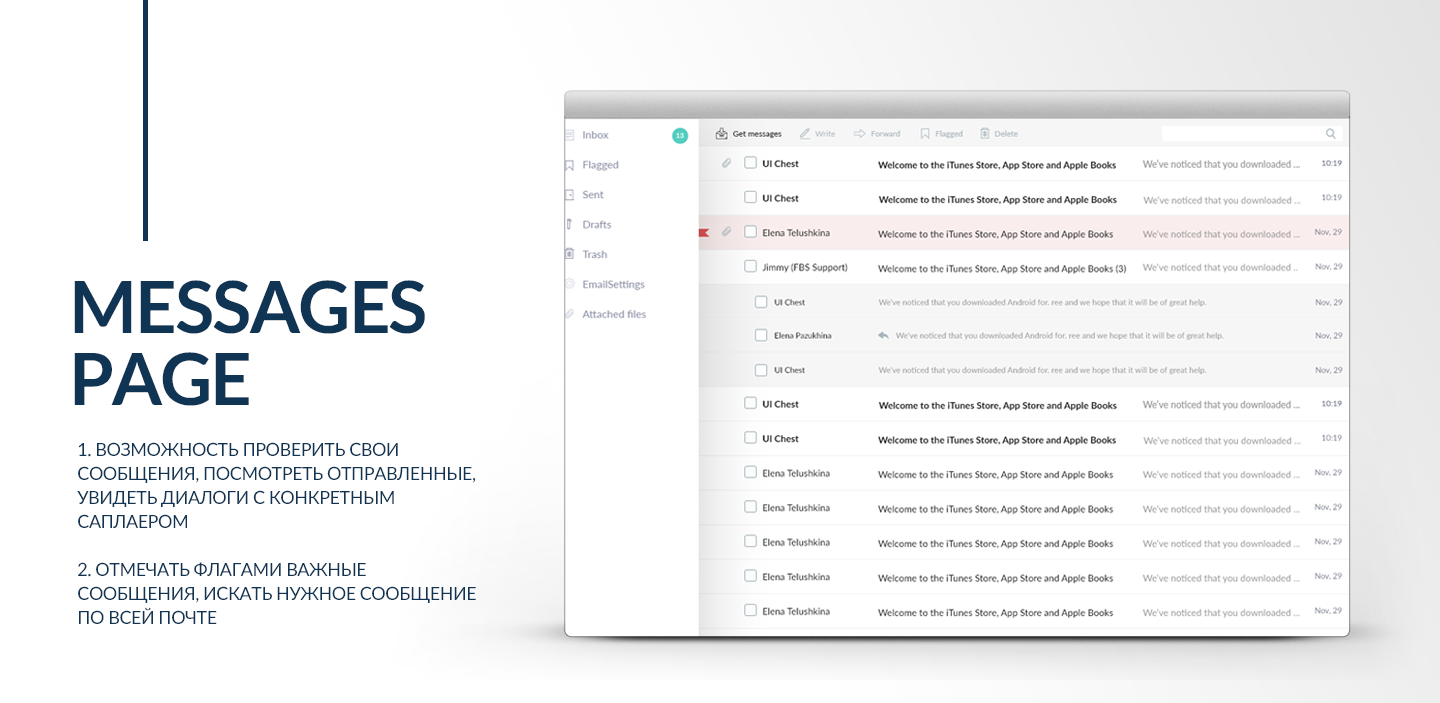 MESSAGES
PAGE
1. ВОЗМОЖНОСТЬ ПРОВЕРИТЬ СВОИ
СООБЩЕНИЯ, ПОСМОТРЕТЬ ОТПРАВЛЕННЫЕ,
УВИДЕТЬ ДИАЛОГИ С КОНКРЕТНЫМ
САПЛАЕРОМ
2. ОТМЕЧАТЬ ФЛАГАМИ ВАЖНЫЕ
СООБЩЕНИЯ, ИСКАТЬ НУЖНОЕ СООБЩЕНИЕ
ПО ВСЕЙ ПОЧТЕ
Inbox 13
Flagged
Sent
Drafts
Trash
EmailSettings
Attached files
Get messages Write Forward Flagged Delete
UI Chest Welcome to the iTunes Store, App Store and Apple Books We've noticed that you downloaded ... 10:19
UI Chest Welcome to the iTunes Store, App Store and Apple Books We've noticed that you downloaded ... 10:19
Elena Telushkina Welcome to the iTunes Store, App Store and Apple Books We've noticed that you downloaded ... Nov, 29
Jimmy (FBS Support) Welcome to the iTunes Store, App Store and Apple Books (3) We've noticed that you downloaded .. Nov, 29
UI Chest We've noticed that you downloaded Android for. ree and we hope that it will be of great help. Nov, 29
Elena Pazukhina We've noticed that you downloaded Android for. ree and we hope that it will be of great help. Nov, 29
UI Chest We've noticed that you downloaded Android for. ree and we hope that it will be of great help. Nov, 29
UI Chest Welcome to the iTunes Store, App Store and Apple Books We've noticed that you downloaded ... 10:19
UI Chest Welcome to the iTunes Store, App Store and Apple Books We've noticed that you downloaded ... 10:19
Elena Telushkina Welcome to the iTunes Store, App Store and Apple Books We've noticed that you downloaded ... Nov, 29
Elena Telushkina Welcome to the iTunes Store, App Store and Apple Books We've noticed that you downloaded ... Nov, 29
Elena Telushkina Welcome to the iTunes Store, App Store and Apple Books We've noticed that you downloaded ... Nov, 29
Elena Telushkina Welcome to the iTunes Store, App Store and Apple Books We've noticed that you downloaded ... Nov, 29
Elena Telushkina Welcome to the iTunes Store, App Store and Apple Books We've noticed that you downloaded ... Nov, 29